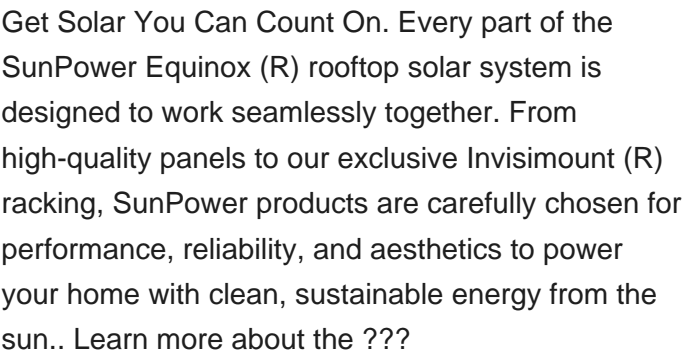 Get Solar You Can Count On. Every part of the
SunPower Equinox (R) rooftop solar system is
designed to work seamlessly together. From
high-quality panels to our exclusive Invisimount (R)
racking, SunPower products are carefully chosen for
performance, reliability, and aesthetics to power
your home with clean, sustainable energy from the
sun.. Learn more about the ???